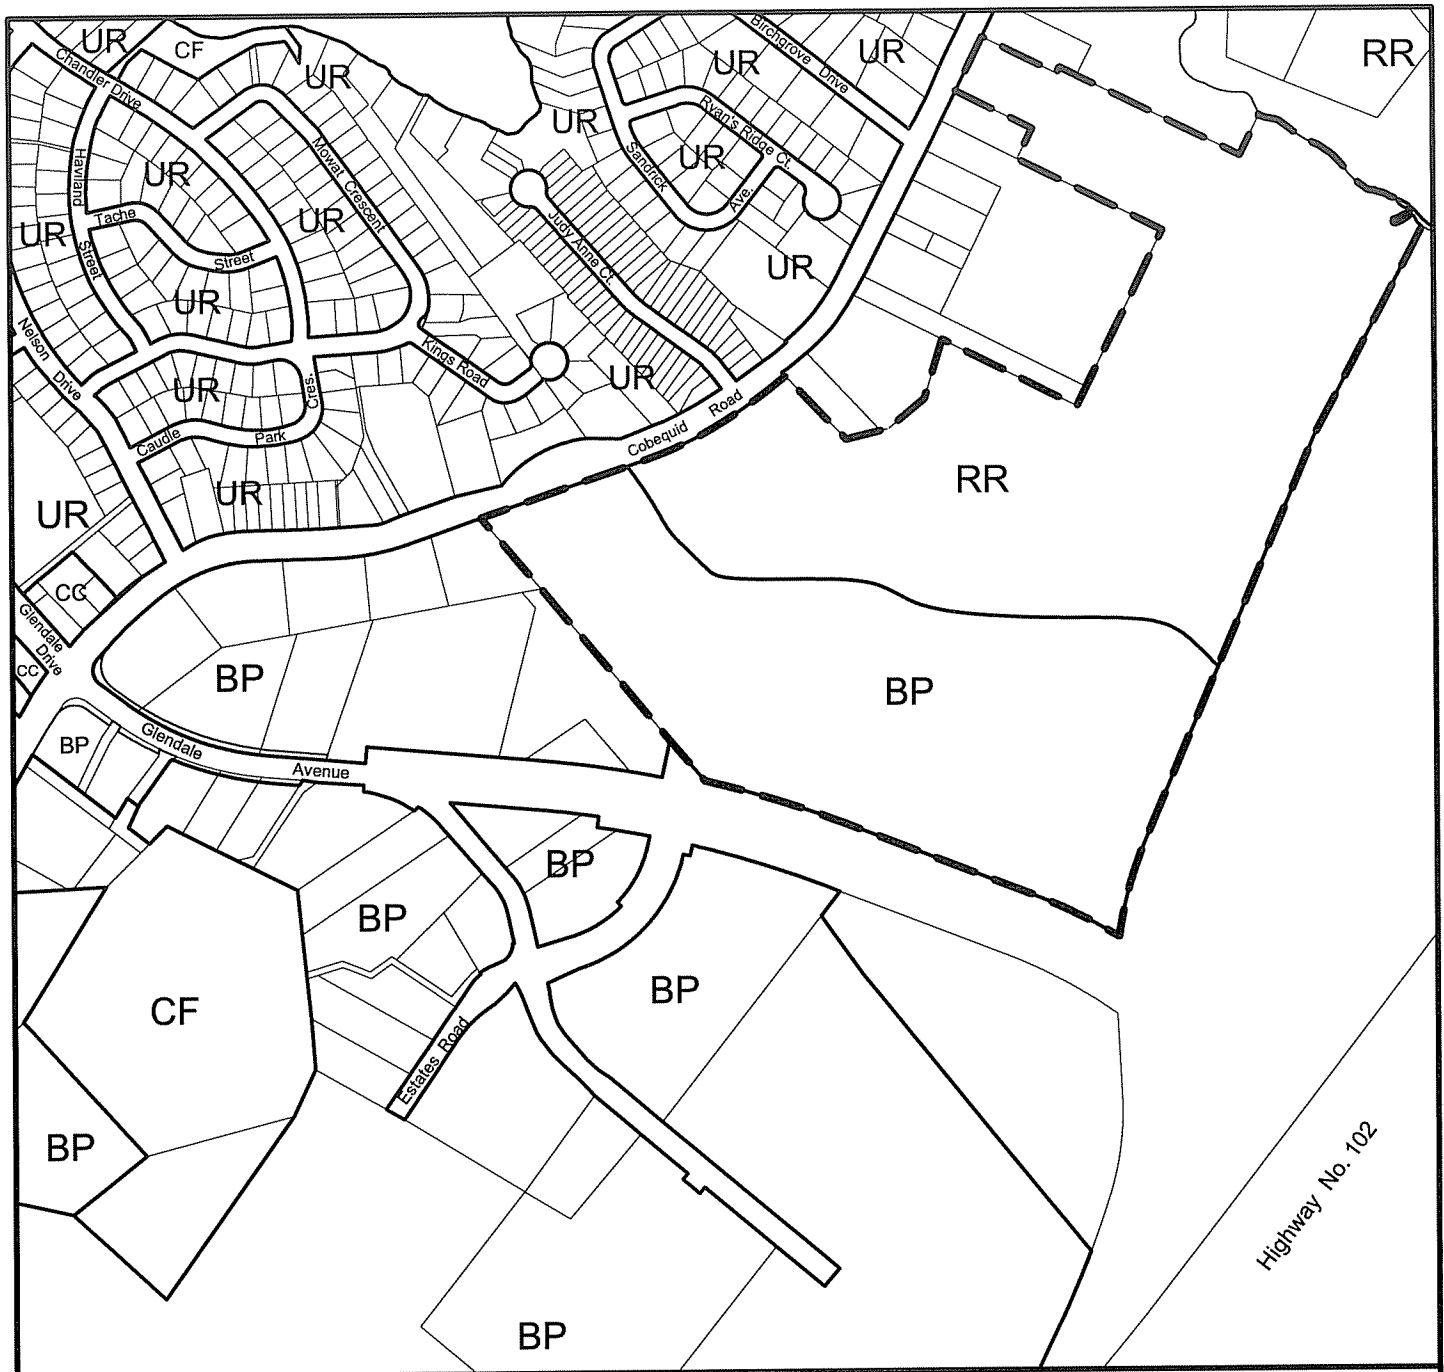 UR
CF
UR
Birchgrove Drive
UR
UR
RR
Chandler Drive
UR
Ryan's Ridge Ct.
Haviland
Street
UR
Mowat Crescent
UR
Sandrick
Ave.
UR
Tache
Street
UR
UR
Judy Anne Ct.
UR
UR
Nelson
Drive
Kings Road
UR
Cres.
UR
Cobequid
Road
Caudle
Park
RR
UR
UR
CC
Glendale
Drive
CC
BP
BP
BP
Glendale
Avenue
BP
BP
CF
BP
Estates Road
BP
Highway No. 102
BP